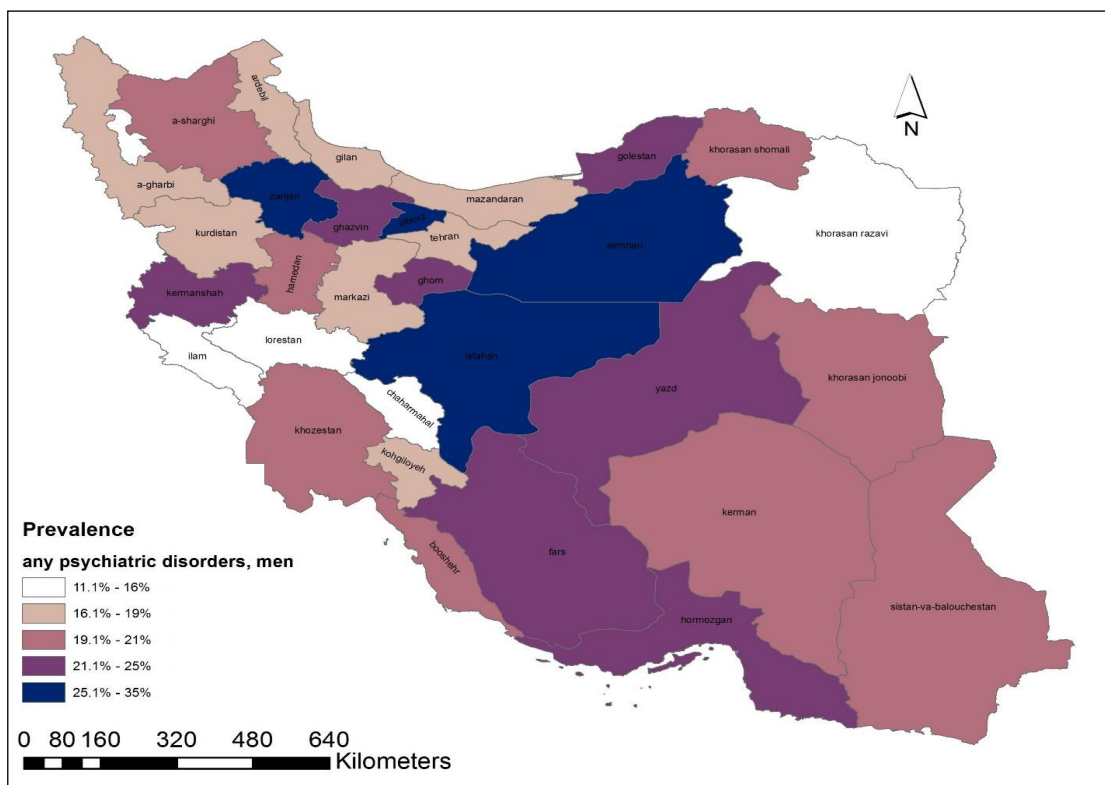 ardebil
a-sharghi
N
khorasan shomali
golestan
gilan
a-gharbi
zanjan
mazandaran
alborz
ghazvin
kurdistan
tehran
khorasan razavi
semnan
hamedan
ghom
kermanshah
markazi
lorestan
ilam
isfahan
khorasan jonoobi
yazd
chaharmahal
khozestan
kohgiloyeh
kerman
booshehr
fars
sistan-va-balouchestan
hormozgan
Prevalence
any psychiatric disorders, men
11.1% - 16%
16.1% - 19%
19.1% - 21%
21.1% - 25%
25.1% - 35%
0 80 160 320 480 640
Kilometers